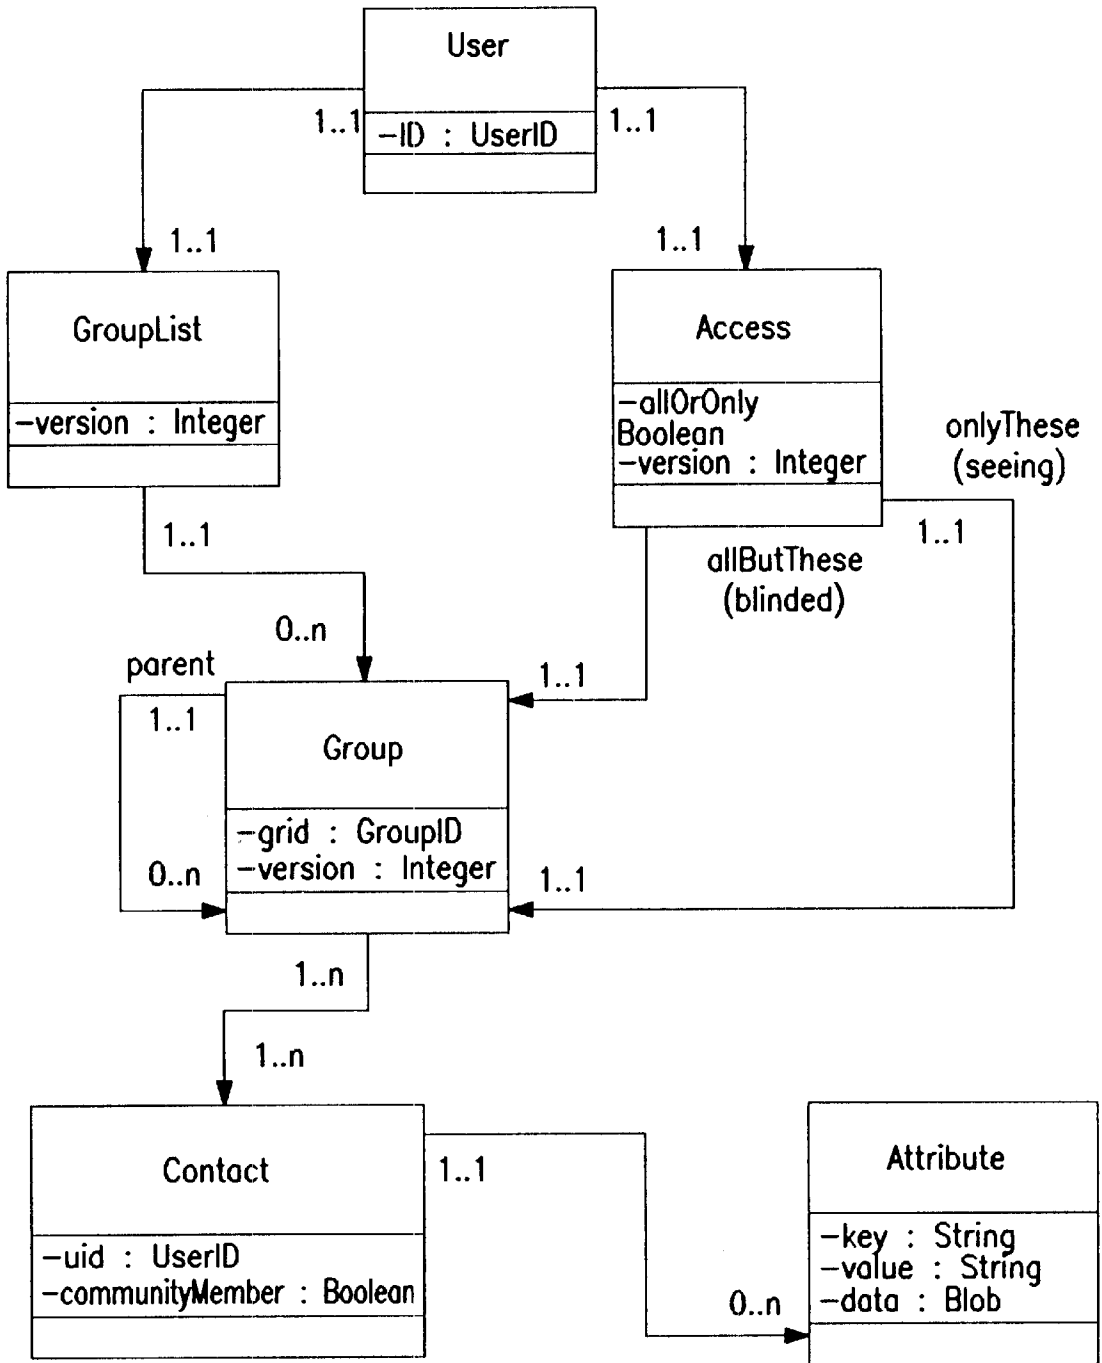 User
1..1
1..1
-ID : UserID
1..1
1..1
GroupList
Access
-version : Integer
-allOrOnly
Boolean
-version : Integer
onlyThese
(seeing)
1..1
1..1
allButThese
(blinded)
0..n
parent
1..1
1..1
Group
-grid : GroupID
-version : Integer
0..n
1..1
1..n
1..n
Contact
1..1
Attribute
-uid : UserID
-communityMember : Boolean
-key : String
-value : String
-data : Blob
0..n